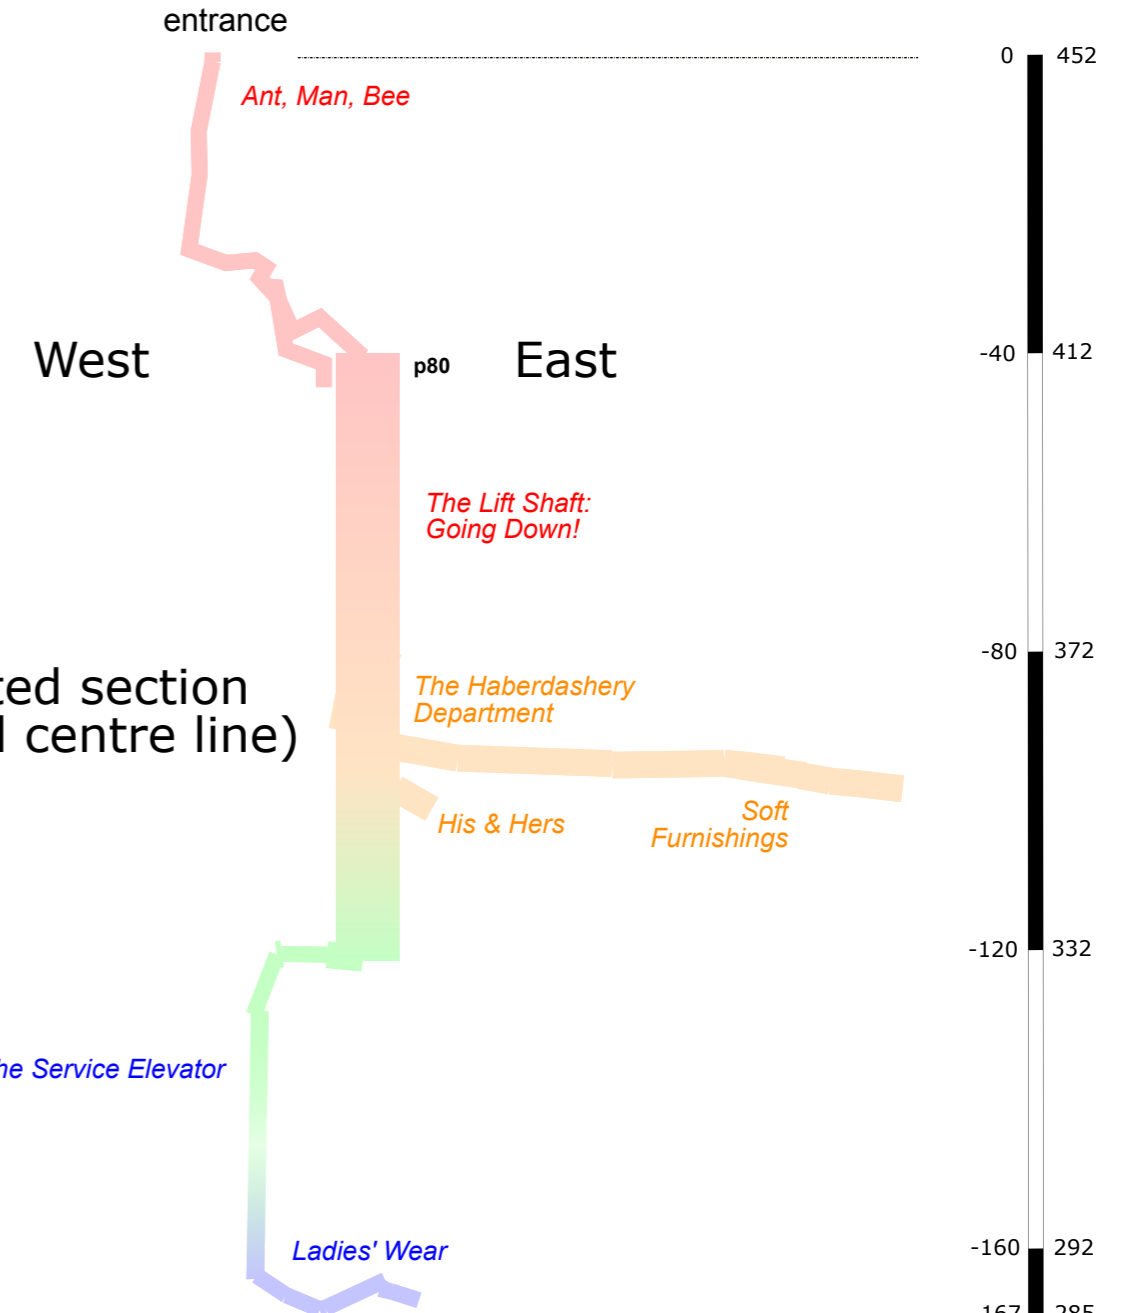 entrance
0 452
Ant, Man, Bee
West
p80
East
-40 412
The Lift Shaft:
Going Down!
-80 372
ted section
centre line)
The Haberdashery
Department
His & Hers
Soft
Furnishings
-120 332
he Service Elevator
Ladies' Wear
-160 292
-167 285